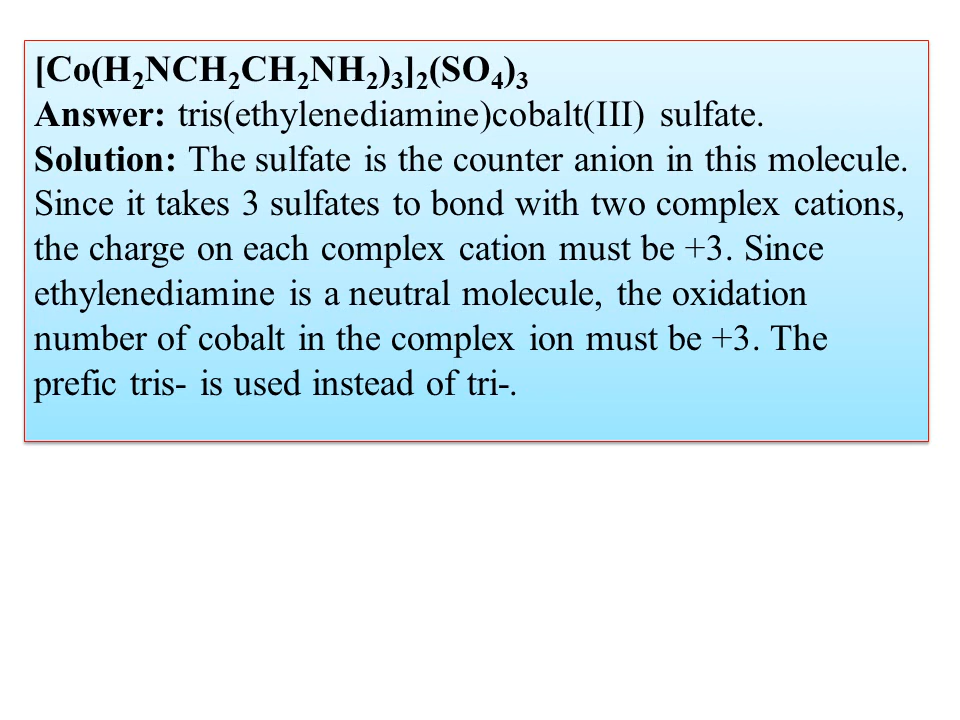 [Co(H₂NCH₂CH₂NH₂)₃]₂(SO₄)₃
Answer: tris(ethylenediamine)cobalt(III) sulfate.
Solution: The sulfate is the counter anion in this molecule.
Since it takes 3 sulfates to bond with two complex cations,
the charge on each complex cation must be +3. Since
ethylenediamine is a neutral molecule, the oxidation
number of cobalt in the complex ion must be +3. The
prefic tris- is used instead of tri-.